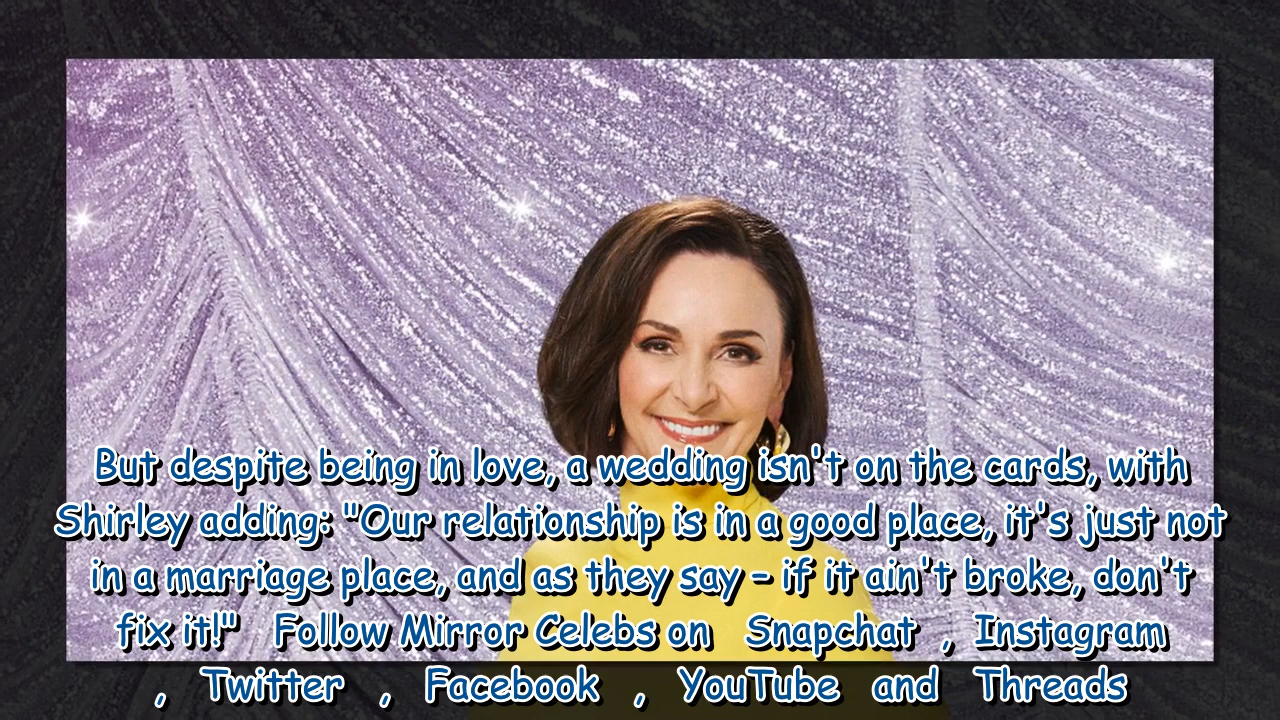 But despite being in love, a wedding isn't on the cards, with
Shirley adding: "Our relationship is in a good place, it's just not
in a marriage place, and as they say – if it ain't broke, don't
fix it!" Follow Mirror Celebs on Snapchat , Instagram
, Twitter , Facebook , YouTube and Threads